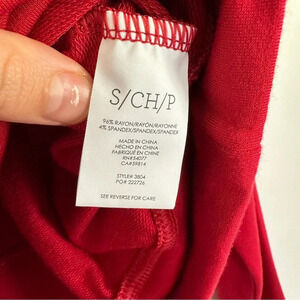 S/CH/P
96% RAYON/RAYÓN/RAYONNE
4% SPANDEX/SPANDEX/SPANDEX
MADE IN CHINA
HECHO EN CHINA
FABRIQUÉ EN CHINE
RN#54077
CA#59814
STYLE# 3804
PO# 222726
SEE REVERSE FOR CARE